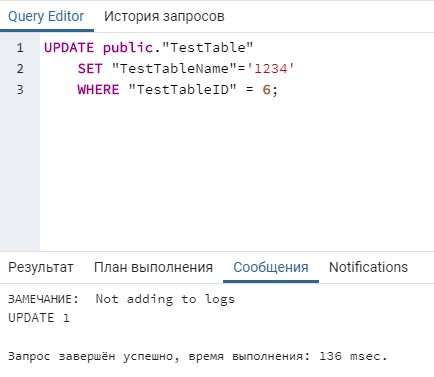 Query Editor История запросов
1 UPDATE public."TestTable"
2 SET "TestTableName"='1234'
3 WHERE "TestTableID" = 6;
Результат План выполнения Сообщения Notifications
ЗАМЕЧАНИЕ: Not adding to logs
UPDATE 1
Запрос завершён успешно, время выполнения: 136 msec.